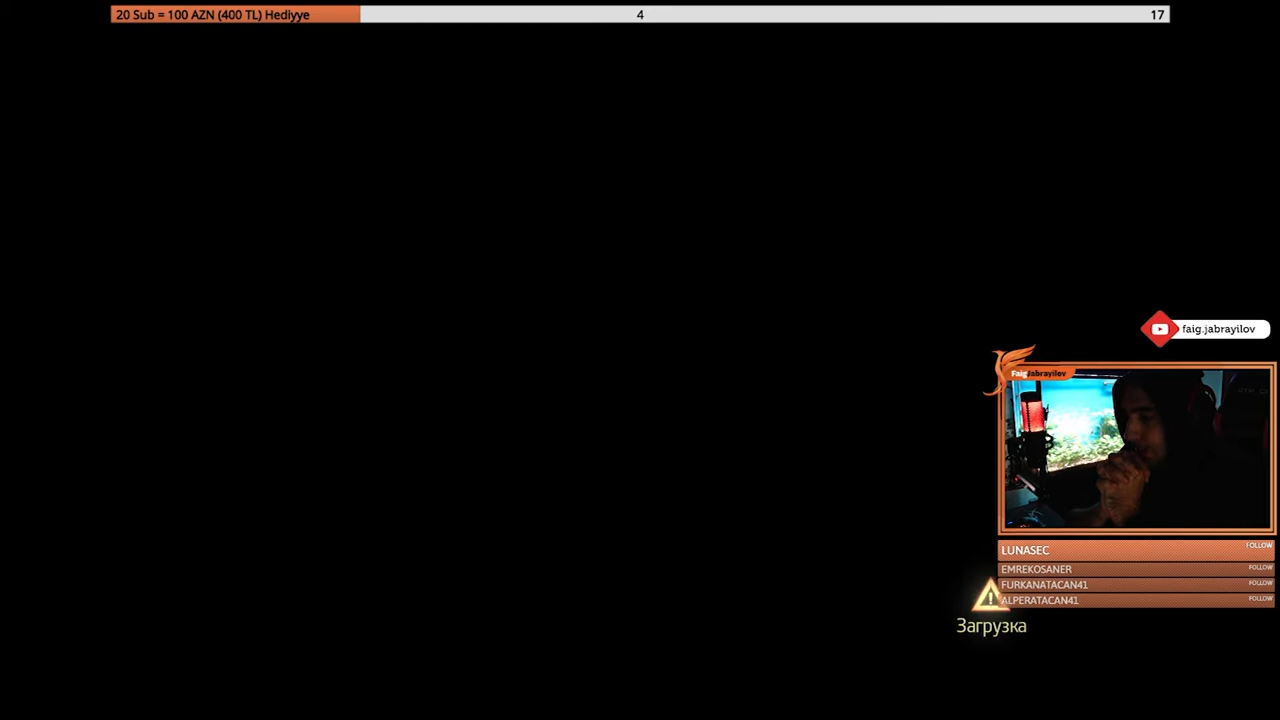 20 Sub = 100 AZN (400 TL) Hediyye 4 17
faig.jabrayilov
FaigJabrayilov
LUNASEC FOLLOW
EMREKOSANER FOLLOW
FURKANATACAN41 FOLLOW
ALPERATACAN41 FOLLOW
Загрузка